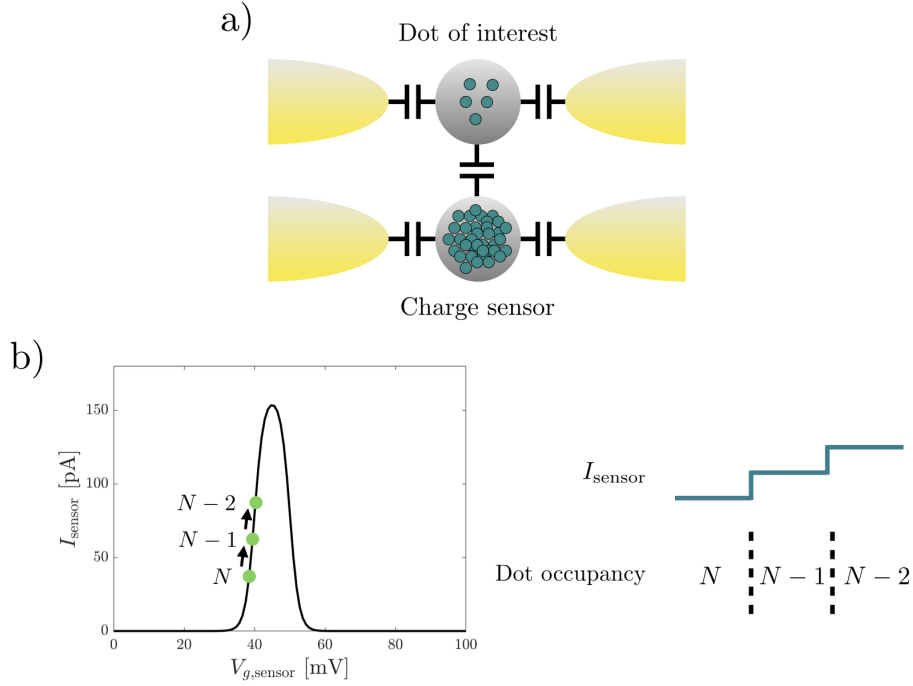 a)
Dot of interest
Charge sensor
b)
I_sensor [pA]
150
100
50
0
N − 2
N − 1
N
0 20 40 60 80 100
V_g,sensor [mV]
I_sensor
Dot occupancy N N − 1 N − 2